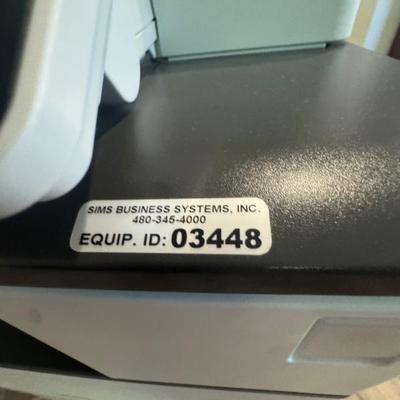 SIMS BUSINESS SYSTEMS, INC.
480-345-4000
EQUIP. ID: 03448